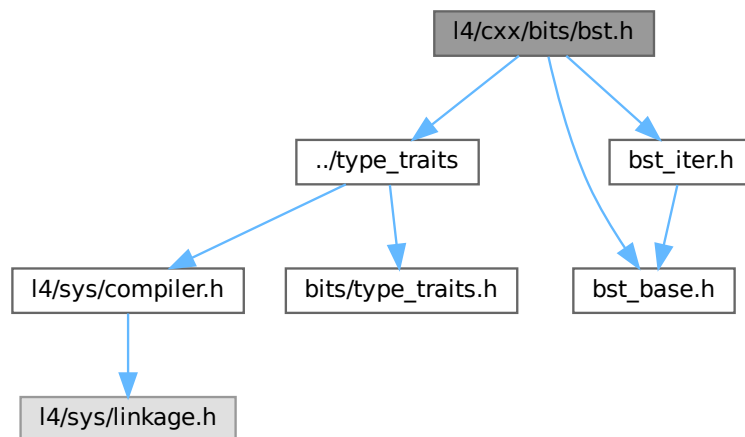 l4/cxx/bits/bst.h
../type_traits
bst_iter.h
l4/sys/compiler.h
bits/type_traits.h
bst_base.h
l4/sys/linkage.h